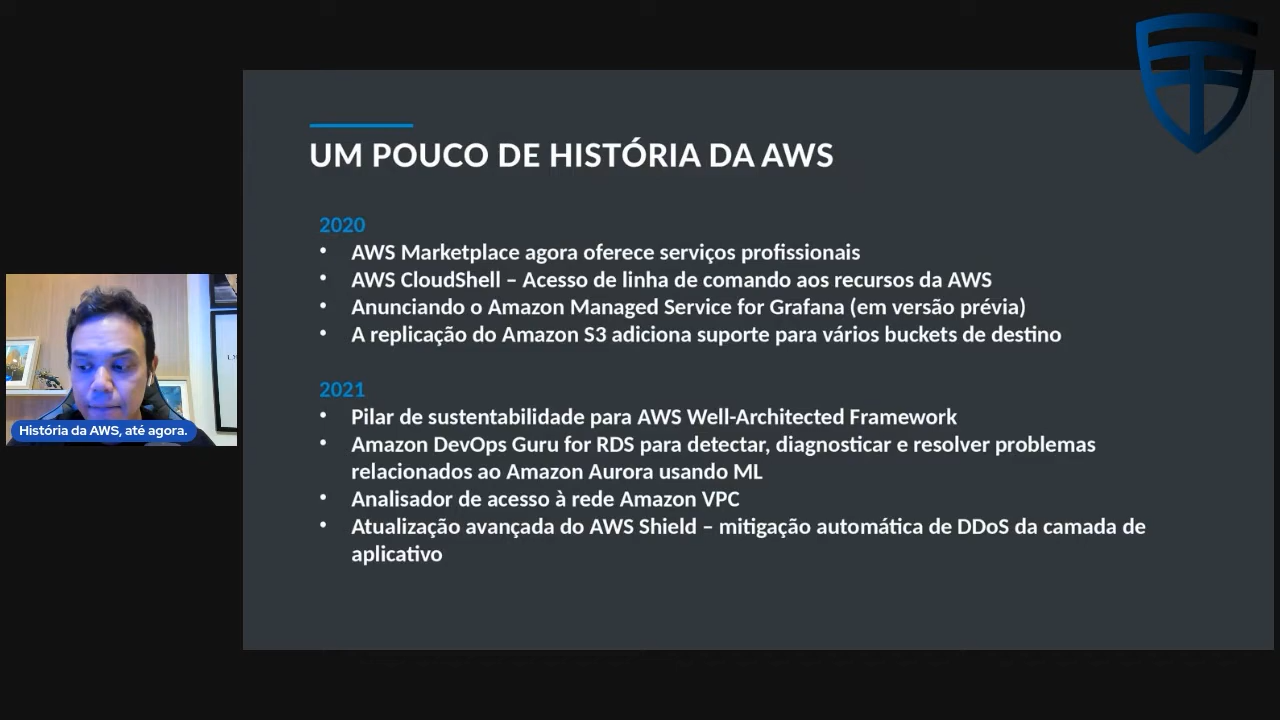 UM POUCO DE HISTÓRIA DA AWS
2020
• AWS Marketplace agora oferece serviços profissionais
• AWS CloudShell – Acesso de linha de comando aos recursos da AWS
• Anunciando o Amazon Managed Service for Grafana (em versão prévia)
• A replicação do Amazon S3 adiciona suporte para vários buckets de destino
2021
• Pilar de sustentabilidade para AWS Well-Architected Framework
• Amazon DevOps Guru for RDS para detectar, diagnosticar e resolver problemas
relacionados ao Amazon Aurora usando ML
• Analisador de acesso à rede Amazon VPC
• Atualização avançada do AWS Shield – mitigação automática de DDoS da camada de
aplicativo
História da AWS, até agora.